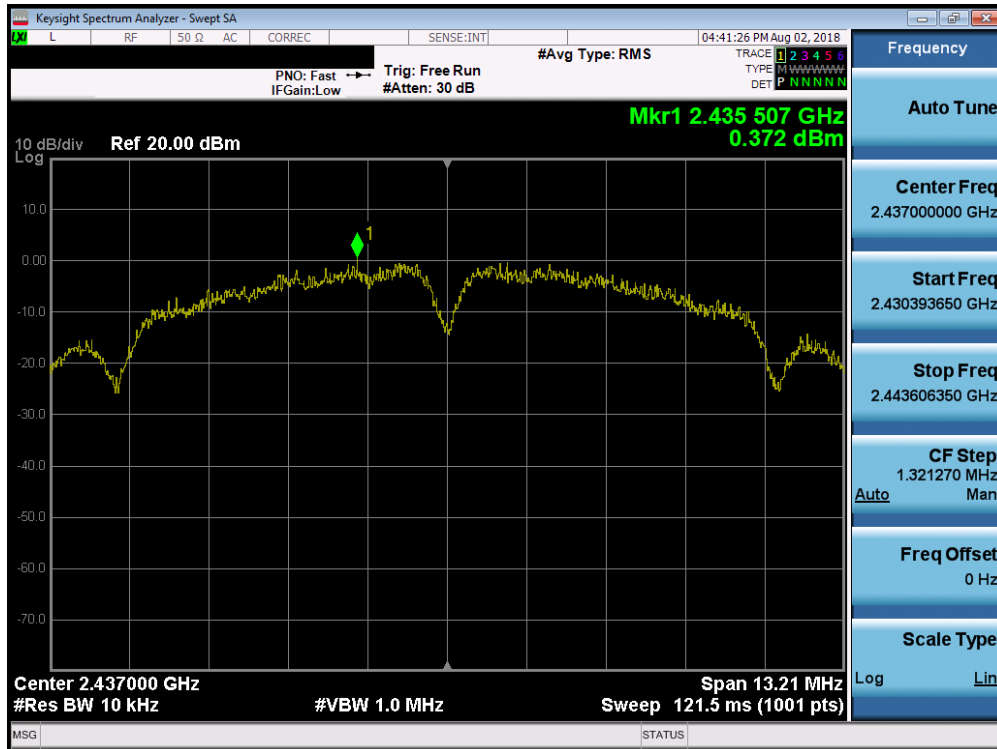 Keysight Spectrum Analyzer - Swept SA
LXI L RF 50 Ω AC CORREC SENSE:INT 04:41:26 PM Aug 02, 2018
PNO: Fast
IFGain:Low
Trig: Free Run
#Atten: 30 dB
#Avg Type: RMS
TRACE 1 2 3 4 5 6
TYPE M WWWWW
DET P N N N N N
Mkr1 2.435 507 GHz
0.372 dBm
10 dB/div
Log
Ref 20.00 dBm
1
10.0
0.00
-10.0
-20.0
-30.0
-40.0
-50.0
-60.0
-70.0
Center 2.437000 GHz
Span 13.21 MHz
#Res BW 10 kHz
#VBW 1.0 MHz
Sweep 121.5 ms (1001 pts)
MSG
STATUS
Frequency
Auto Tune
Center Freq
2.437000000 GHz
Start Freq
2.430393650 GHz
Stop Freq
2.443606350 GHz
CF Step
1.321270 MHz
Auto Man
Freq Offset
0 Hz
Scale Type
Log Lin